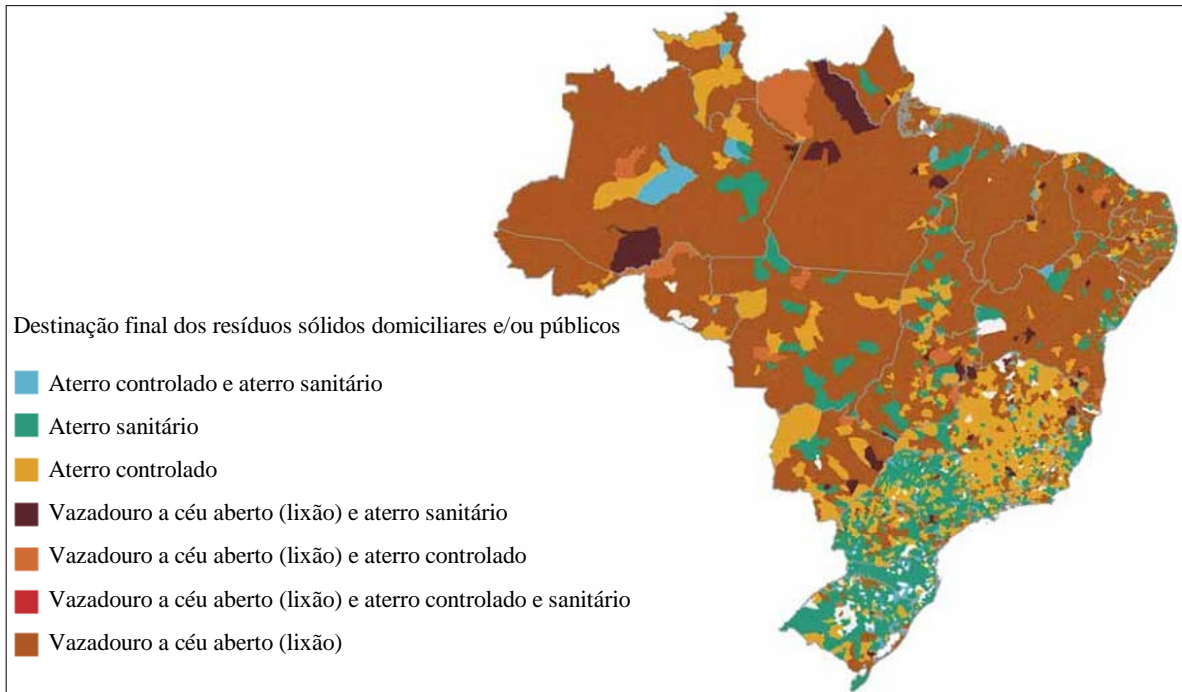 Destinação final dos resíduos sólidos domiciliares e/ou públicos
Aterro controlado e aterro sanitário
Aterro sanitário
Aterro controlado
Vazadouro a céu aberto (lixão) e aterro sanitário
Vazadouro a céu aberto (lixão) e aterro controlado
Vazadouro a céu aberto (lixão) e aterro controlado e sanitário
Vazadouro a céu aberto (lixão)